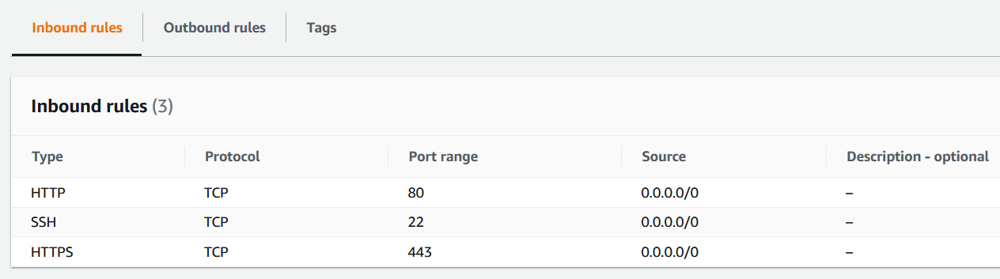 Inbound rules Outbound rules Tags
Inbound rules (3)
Type Protocol Port range Source Description - optional
HTTP TCP 80 0.0.0.0/0 –
SSH TCP 22 0.0.0.0/0 –
HTTPS TCP 443 0.0.0.0/0 –